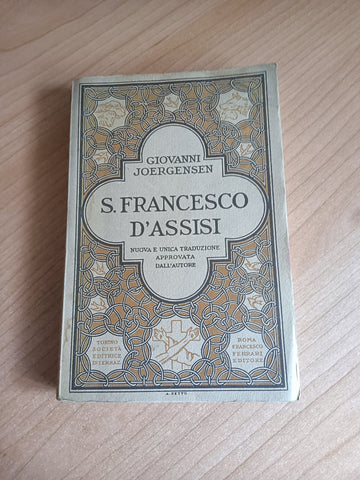 GIOVANNI
JOERGENSEN
S. FRANCESCO
D'ASSISI
NUOVA E UNICA TRADUZIONE
APPROVATA
DALL'AUTORE
TORINO
SOCIETÀ
EDITRICE
INTERNAZ.
ROMA
FRANCESCO
FERRARI
EDITORE